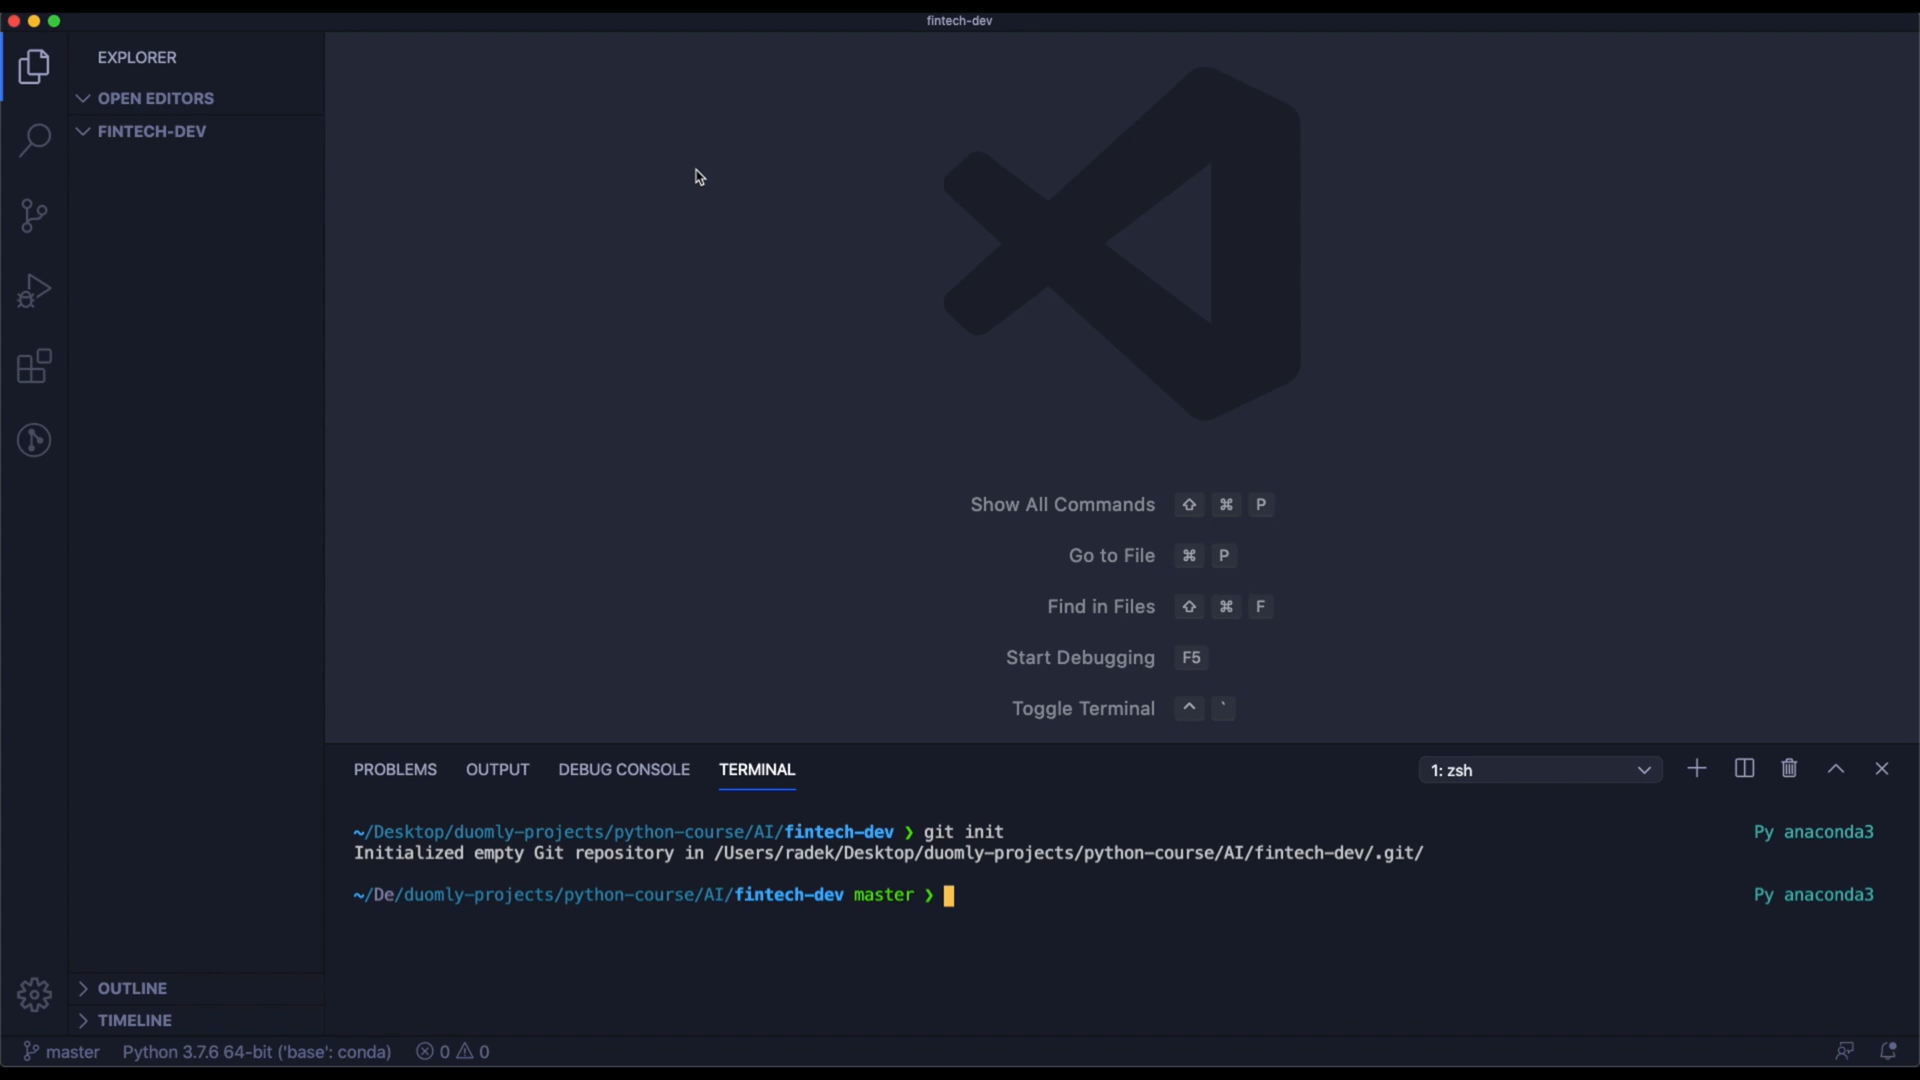 fintech-dev
EXPLORER
OPEN EDITORS
FINTECH-DEV
Show All Commands ⇧ ⌘ P
Go to File ⌘ P
Find in Files ⇧ ⌘ F
Start Debugging F5
Toggle Terminal ^ `
PROBLEMS OUTPUT DEBUG CONSOLE TERMINAL 1: zsh
~/Desktop/duomly-projects/python-course/AI/fintech-dev ❯ git init Py anaconda3
Initialized empty Git repository in /Users/radek/Desktop/duomly-projects/python-course/AI/fintech-dev/.git/
~/De/duomly-projects/python-course/AI/fintech-dev master ❯ Py anaconda3
OUTLINE
TIMELINE
master Python 3.7.6 64-bit ('base': conda) 0 0